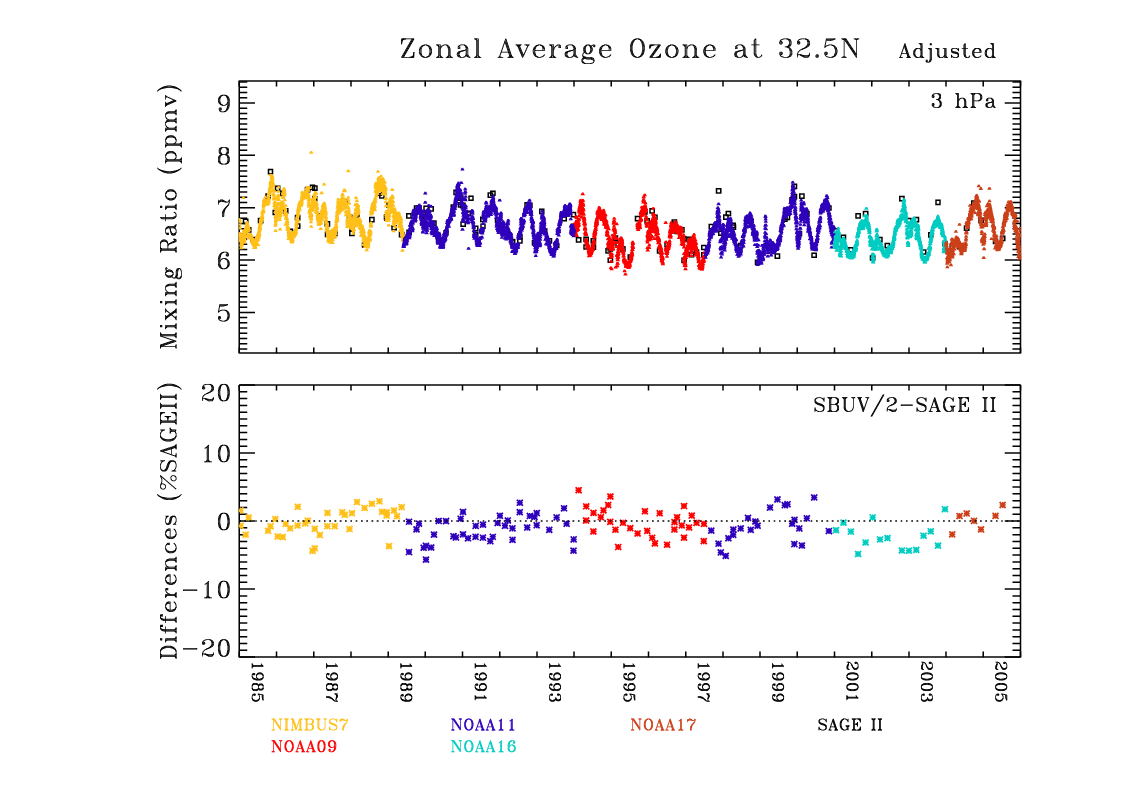 Zonal Average Ozone at 32.5N Adjusted
3 hPa
Mixing Ratio (ppmv)
9
8
7
6
5
SBUV/2-SAGE II
Differences (%SAGEII)
20
10
0
-10
-20
1985 1987 1989 1991 1993 1995 1997 1999 2001 2003 2005
NIMBUS7 NOAA11 NOAA17 SAGE II
NOAA09 NOAA16